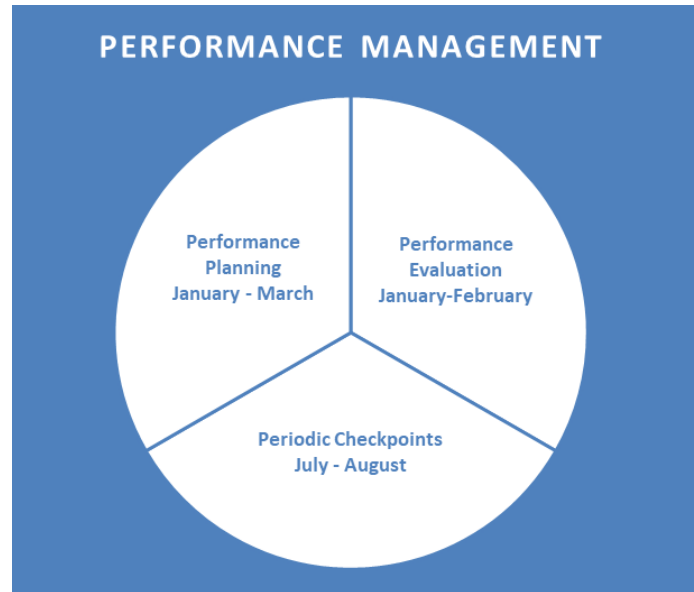 PERFORMANCE MANAGEMENT
Performance
Planning
January - March
Performance
Evaluation
January-February
Periodic Checkpoints
July - August